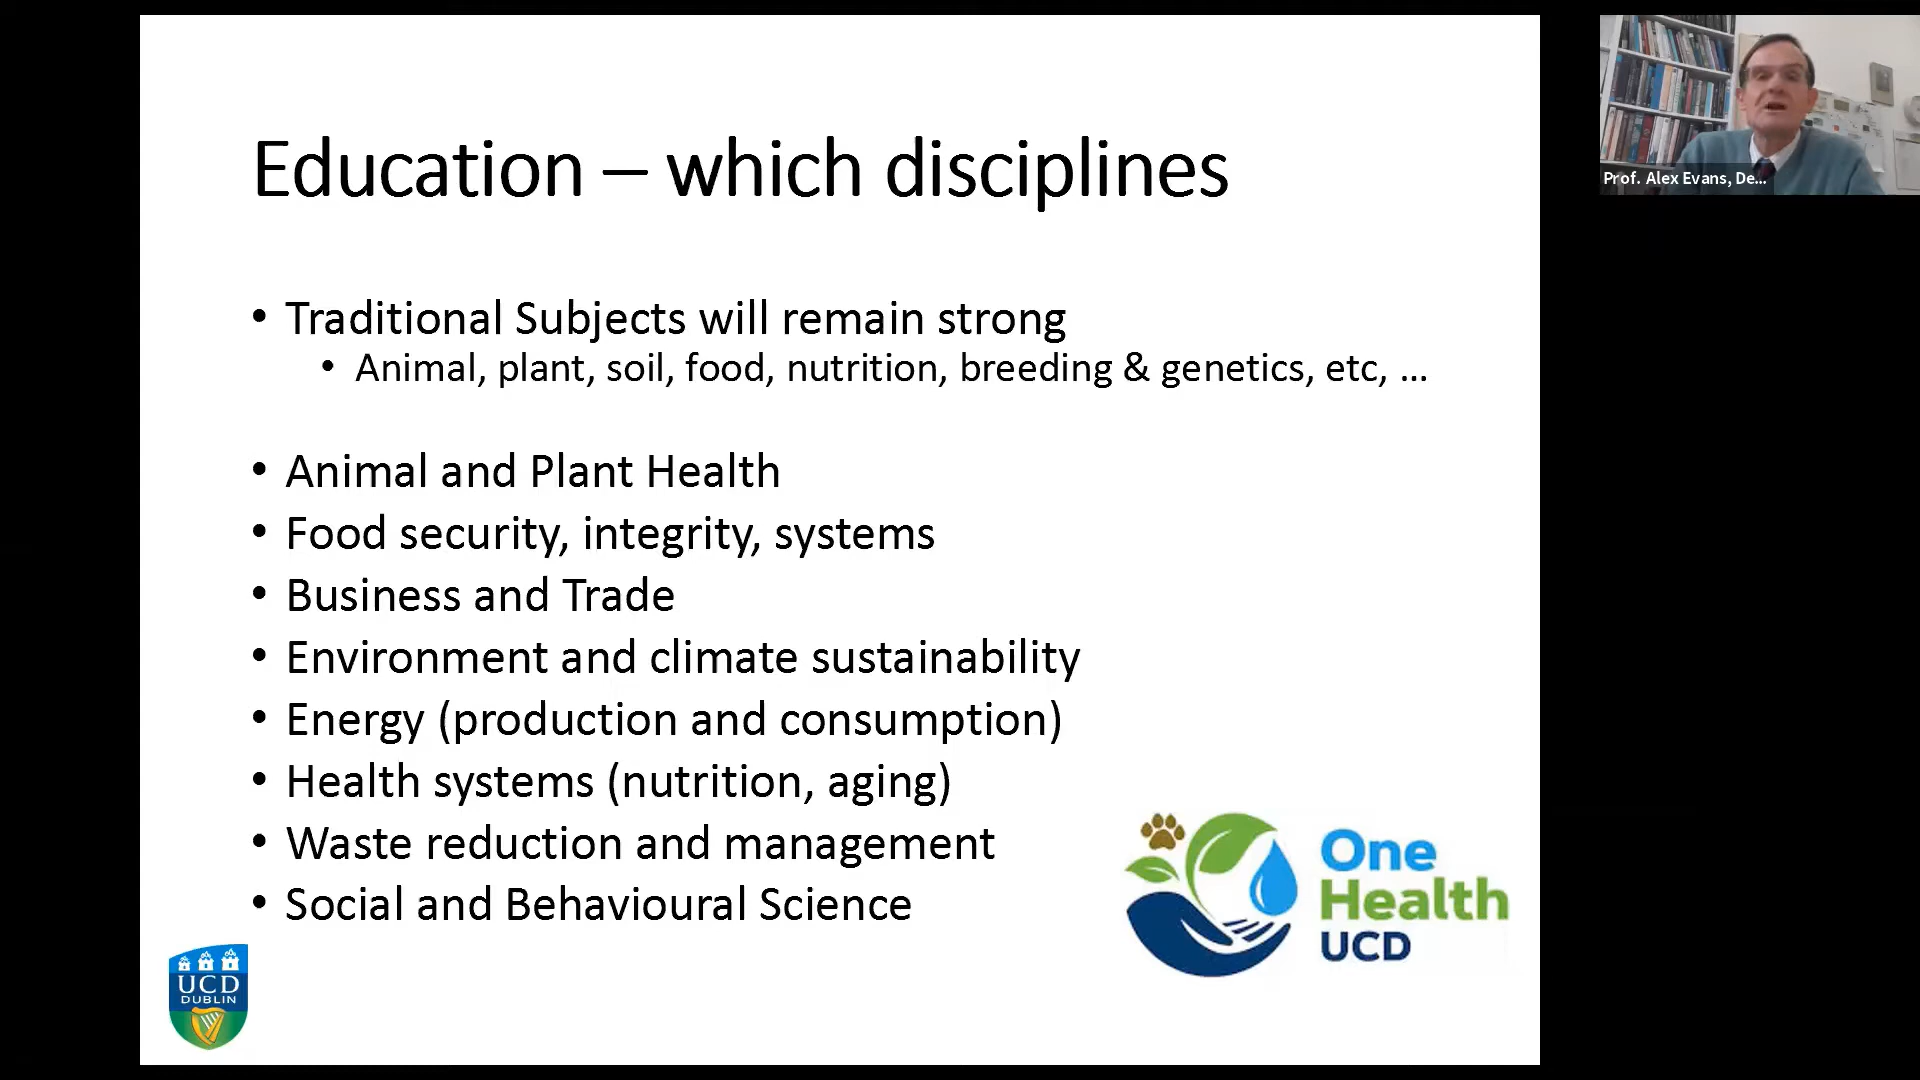 Education – which disciplines
• Traditional Subjects will remain strong
• Animal, plant, soil, food, nutrition, breeding & genetics, etc, …
• Animal and Plant Health
• Food security, integrity, systems
• Business and Trade
• Environment and climate sustainability
• Energy (production and consumption)
• Health systems (nutrition, aging)
• Waste reduction and management
• Social and Behavioural Science
One
Health
UCD
UCD
DUBLIN
Prof. Alex Evans, De...